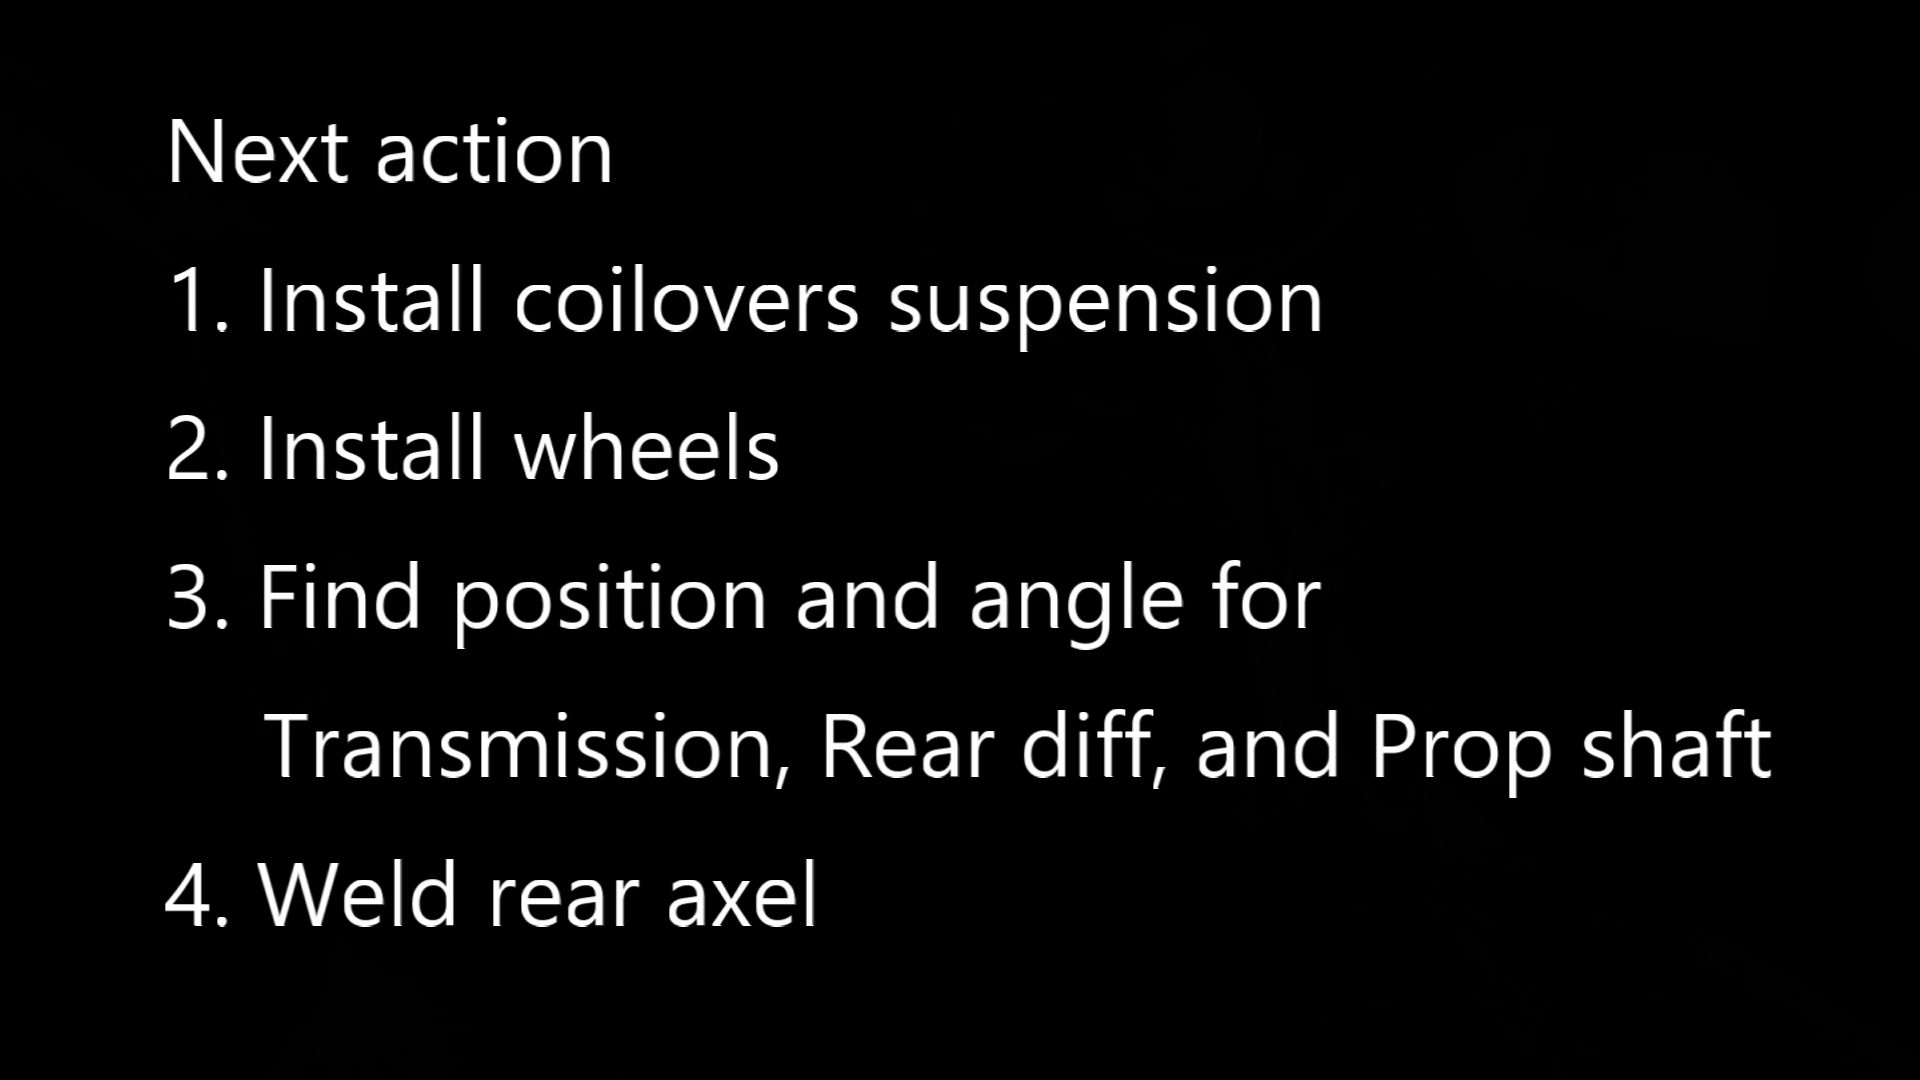 Next action
1. Install coilovers suspension
2. Install wheels
3. Find position and angle for
Transmission, Rear diff, and Prop shaft
4. Weld rear axel